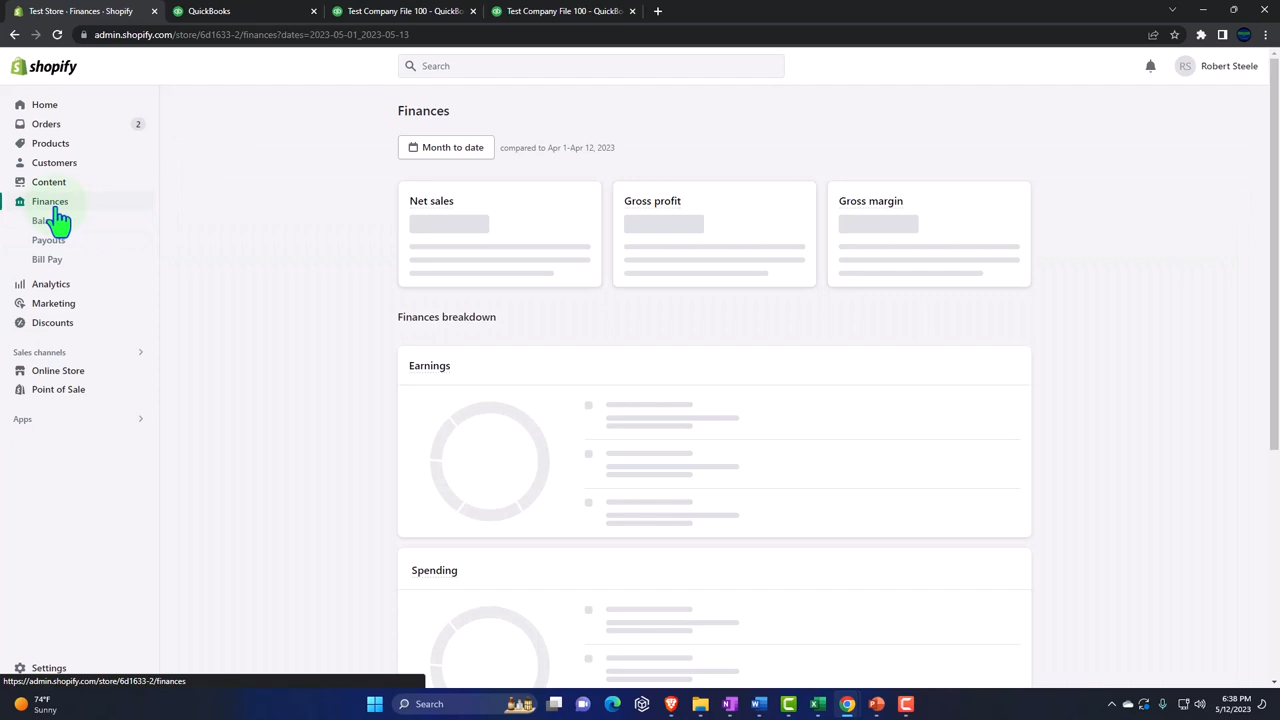 Test Store · Finances · Shopify
QuickBooks
Test Company File 100 - QuickBo
Test Company File 100 - QuickBo
admin.shopify.com/store/6d1633-2/finances?dates=2023-05-01_2023-05-13
shopify
Search
RS
Robert Steele
Home
Orders
2
Products
Customers
Content
Finances
Payouts
Bill Pay
Analytics
Marketing
Discounts
Sales channels
Online Store
Point of Sale
Apps
Settings
Finances
Month to date
compared to Apr 1-Apr 12, 2023
Net sales
Gross profit
Gross margin
Finances breakdown
Earnings
Spending
https://admin.shopify.com/store/6d1633-2/finances
74°F
Sunny
Search
6:38 PM
5/12/2023